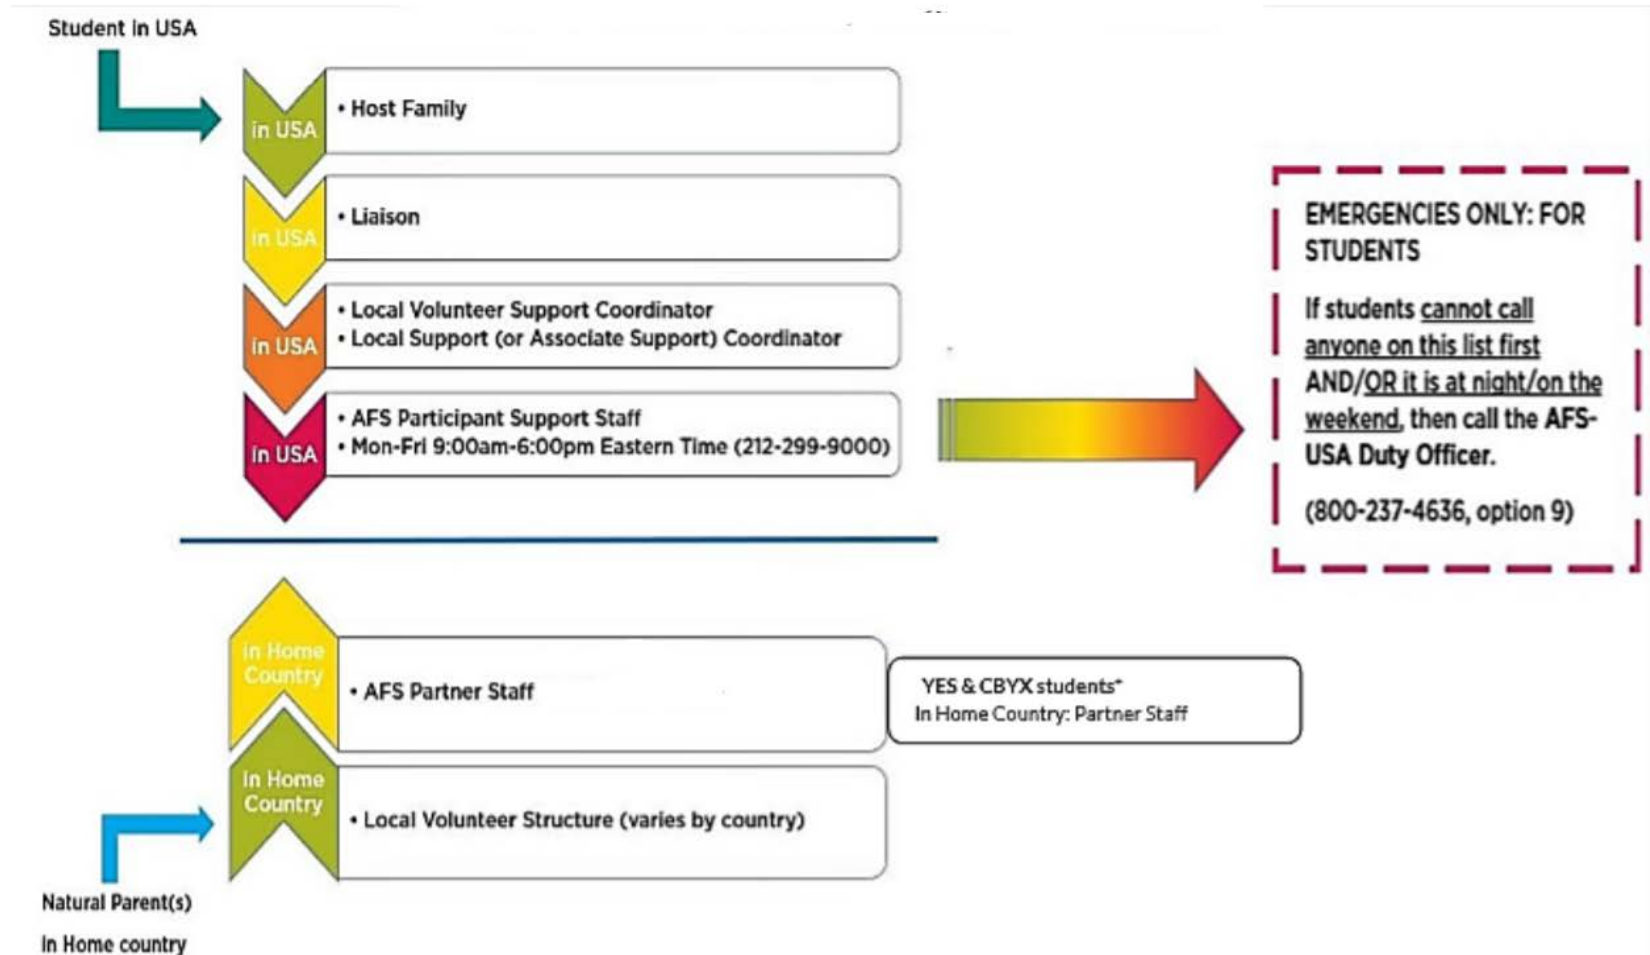 Student in USA
in USA
• Host Family
in USA
• Liaison
in USA
• Local Volunteer Support Coordinator
• Local Support (or Associate Support) Coordinator
in USA
• AFS Participant Support Staff
• Mon-Fri 9:00am-6:00pm Eastern Time (212-299-9000)
EMERGENCIES ONLY: FOR
STUDENTS
If students cannot call
anyone on this list first
AND/OR it is at night/on the
weekend, then call the AFS-
USA Duty Officer.
(800-237-4636, option 9)
in Home
Country
• AFS Partner Staff
YES & CBYX students*
In Home Country: Partner Staff
in Home
Country
• Local Volunteer Structure (varies by country)
Natural Parent(s)
in Home country